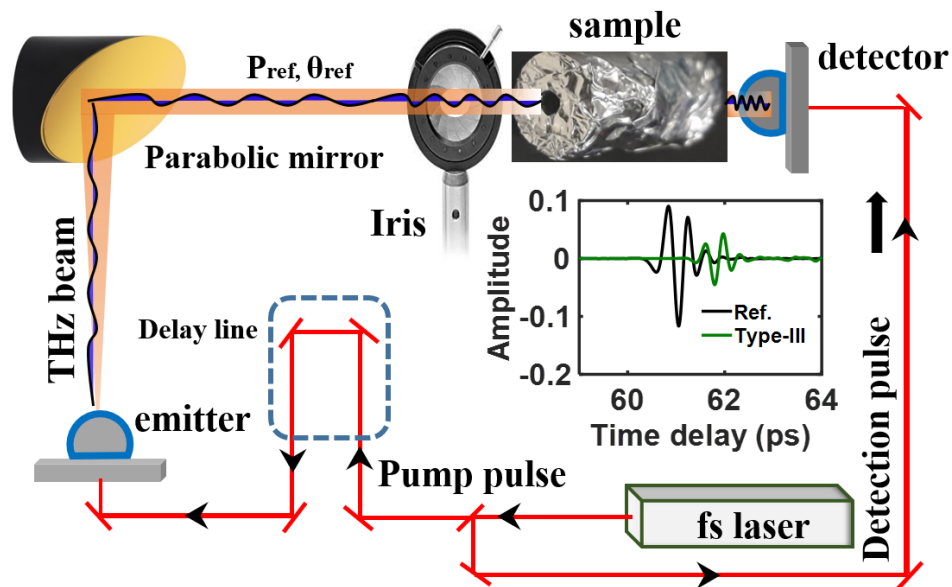 sample
detector
Pref, θref
Parabolic mirror
Iris
THz beam
Delay line
emitter
Pump pulse
fs laser
Detection pulse
0.1
0
-0.1
-0.2
Amplitude
Ref.
Type-III
60 62 64
Time delay (ps)